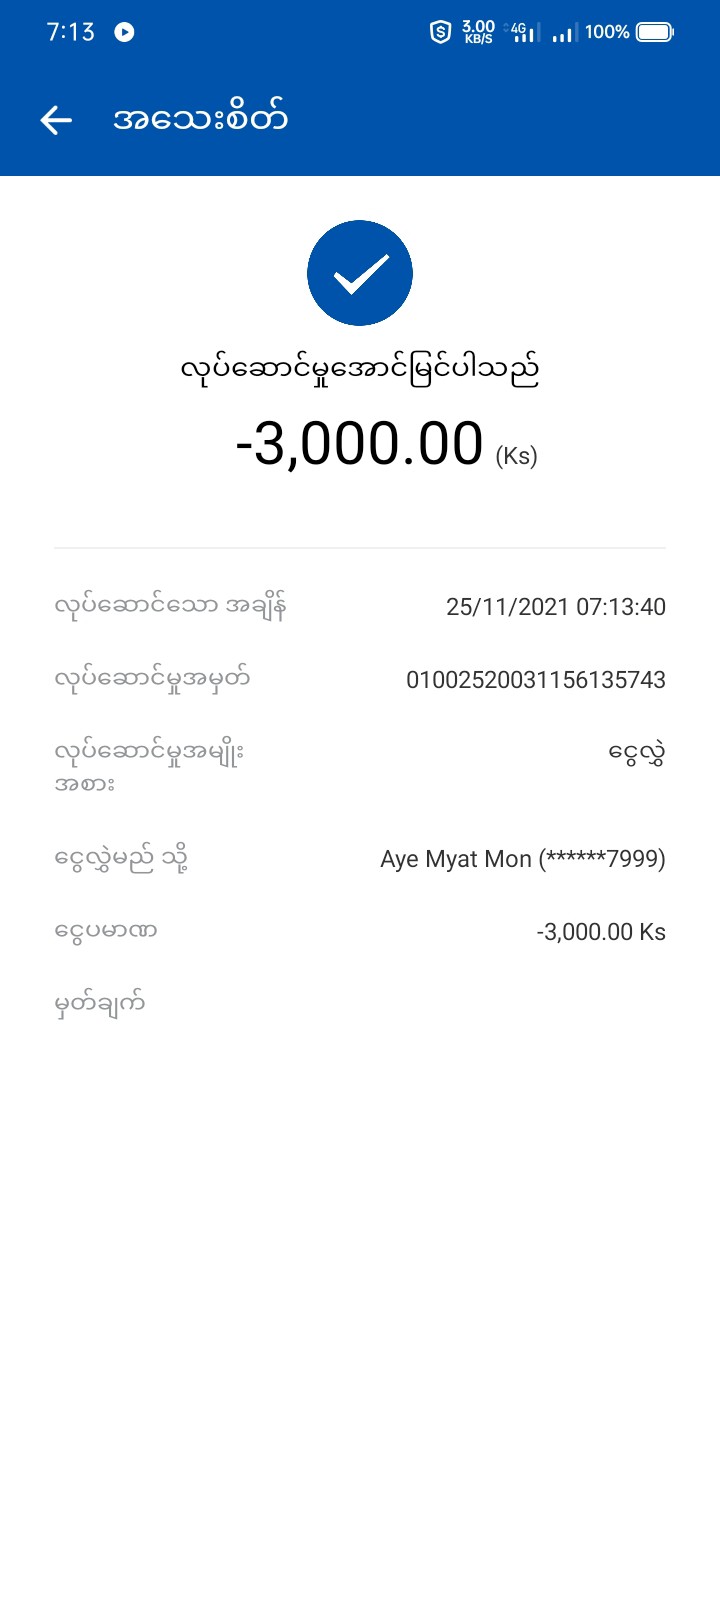 7:13 3.00 KB/S 4G 100%
အသေးစိတ်
လုပ်ဆောင်မှုအောင်မြင်ပါသည်
-3,000.00 (Ks)
လုပ်ဆောင်သော အချိန် 25/11/2021 07:13:40
လုပ်ဆောင်မှုအမှတ် 01002520031156135743
လုပ်ဆောင်မှုအမျိုး ငွေလွှဲ
အစား
ငွေလွှဲမည် သို့ Aye Myat Mon (******7999)
ငွေပမာဏ -3,000.00 Ks
မှတ်ချက်